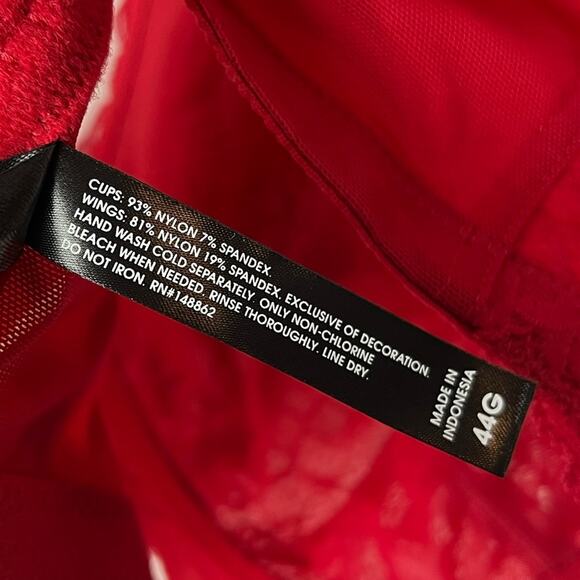 CUPS: 93% NYLON 7% SPANDEX
WINGS: 81% NYLON 19% SPANDEX. EXCLUSIVE OF DECORATION.
HAND WASH COLD SEPARATELY. ONLY NON-CHLORINE
BLEACH WHEN NEEDED. RINSE THOROUGHLY. LINE DRY.
DO NOT IRON. RN#148862
MADE IN
INDONESIA
44G